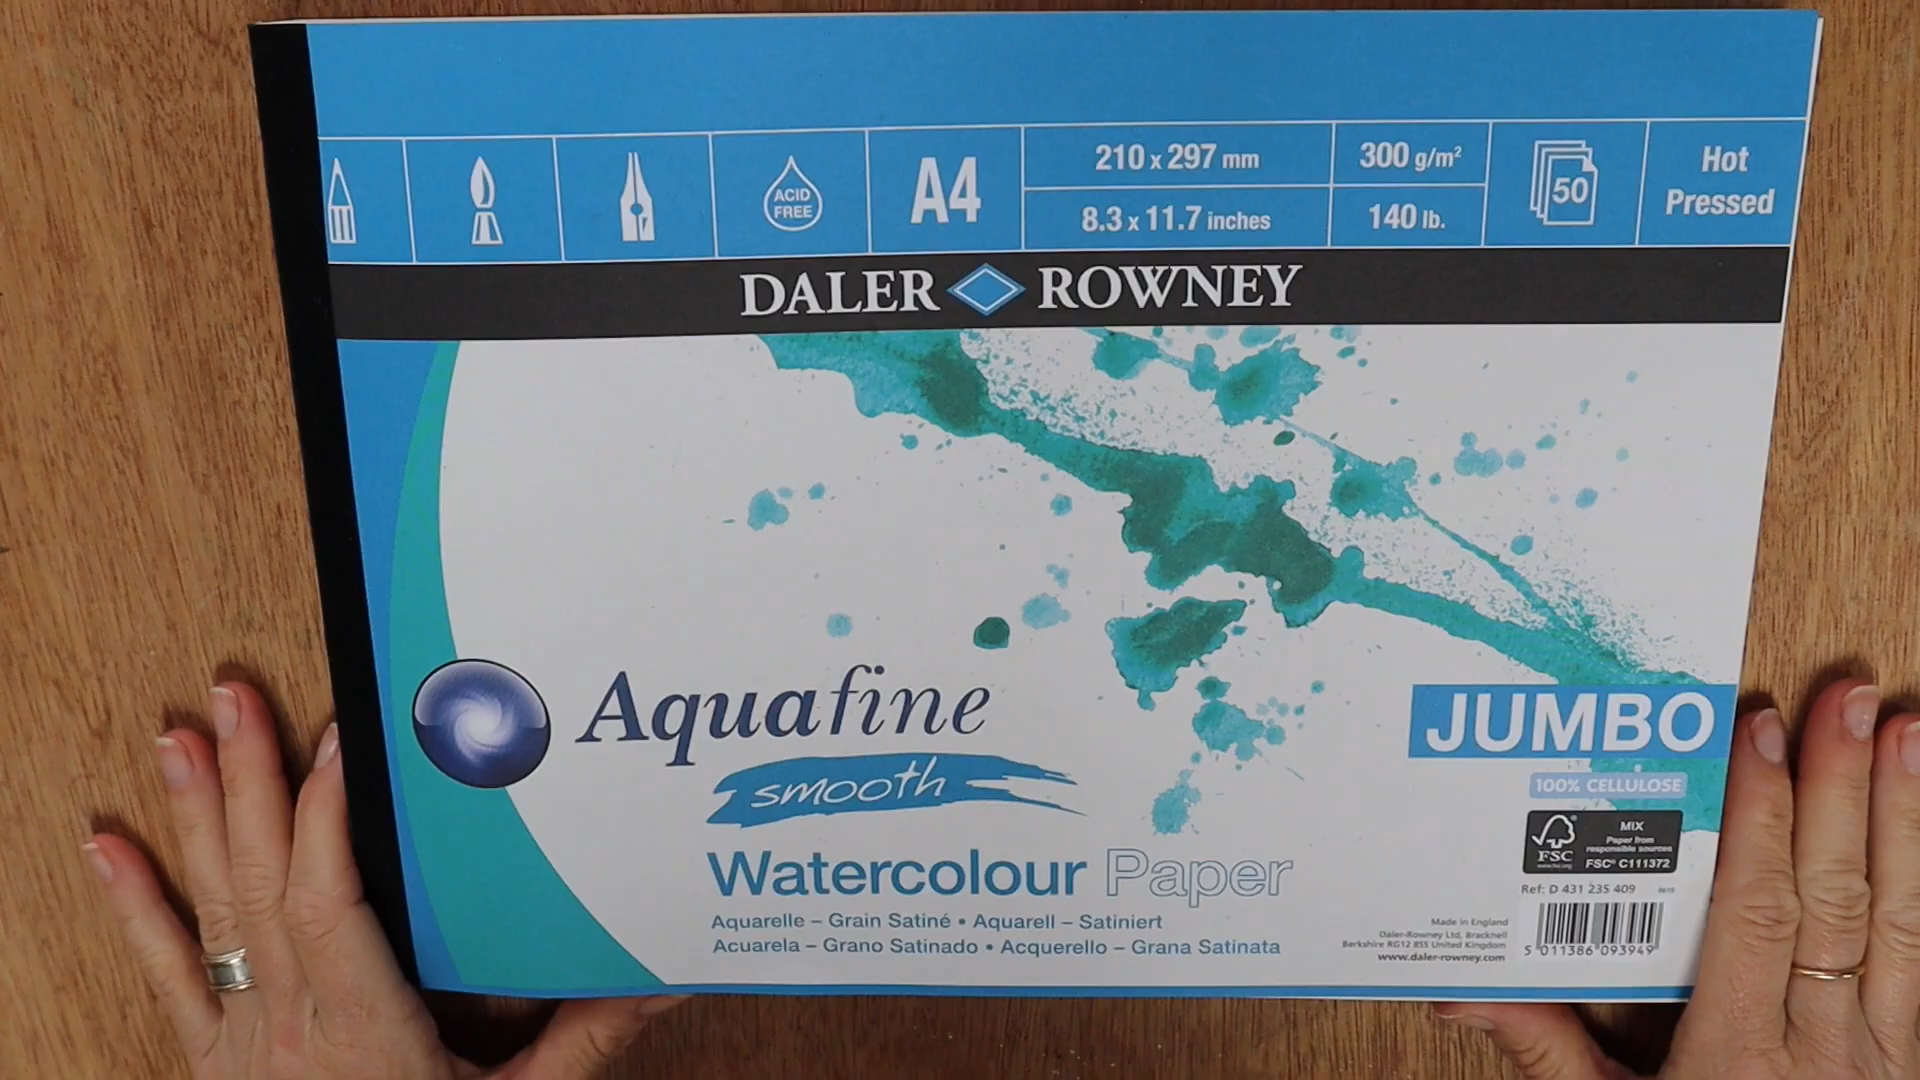 ACID
FREE
A4
210 x 297 mm
8.3 x 11.7 inches
300 g/m²
140 lb.
50
Hot
Pressed
DALER ROWNEY
Aquafine
smooth
Watercolour Paper
Aquarelle – Grain Satiné • Aquarell – Satiniert
Acuarela – Grano Satinado • Acquerello – Grana Satinata
JUMBO
100% CELLULOSE
FSC
www.fsc.org
MIX
Paper from
responsible sources
FSC® C111372
Ref: D 431 235 409
Made in England
Daler-Rowney Ltd, Bracknell
Berkshire RG12 8SS United Kingdom
www.daler-rowney.com
5 011386 093949